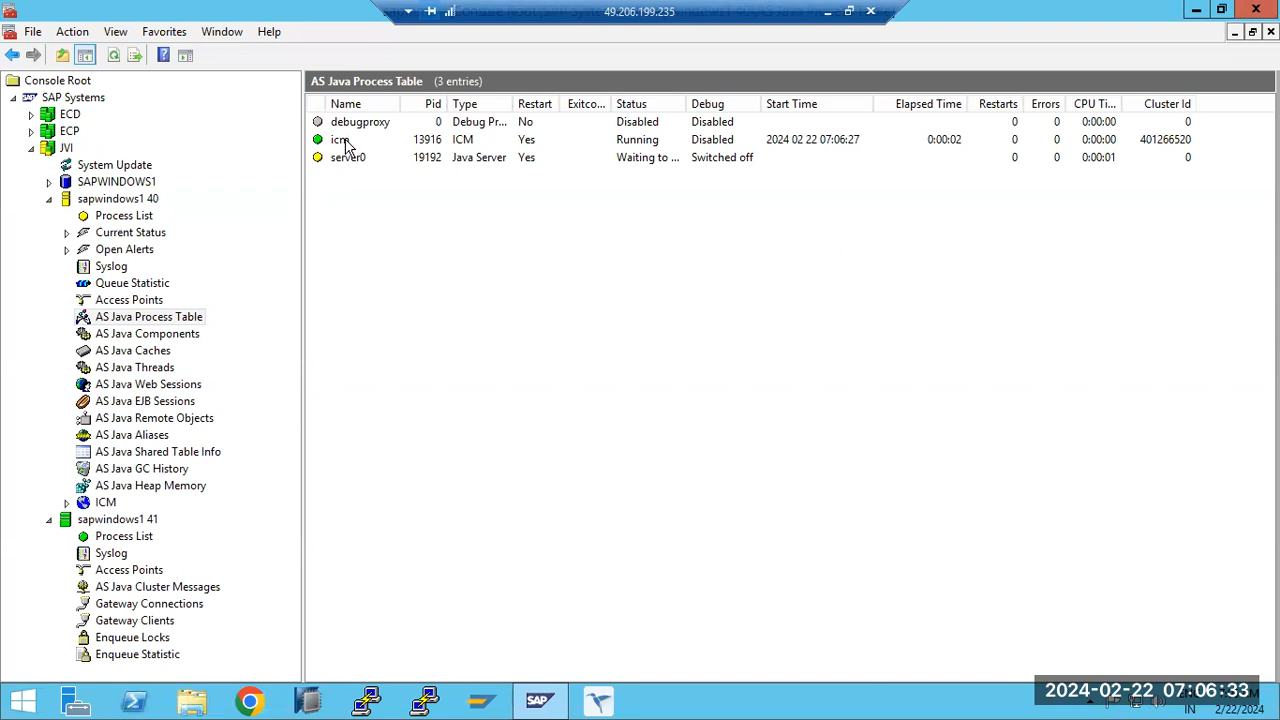 49.206.199.235
File Action View Favorites Window Help
Console Root
SAP Systems
ECD
ECP
JVI
System Update
SAPWINDOWS1
sapwindows1 40
Process List
Current Status
Open Alerts
Syslog
Queue Statistic
Access Points
AS Java Process Table
AS Java Components
AS Java Caches
AS Java Threads
AS Java Web Sessions
AS Java EJB Sessions
AS Java Remote Objects
AS Java Aliases
AS Java Shared Table Info
AS Java GC History
AS Java Heap Memory
ICM
sapwindows1 41
Process List
Syslog
Access Points
AS Java Cluster Messages
Gateway Connections
Gateway Clients
Enqueue Locks
Enqueue Statistic
AS Java Process Table (3 entries)
Name Pid Type Restart Exitco... Status Debug Start Time Elapsed Time Restarts Errors CPU Ti... Cluster Id
debugproxy 0 Debug Pr... No Disabled Disabled 0 0 0:00:00 0
icm 13916 ICM Yes Running Disabled 2024 02 22 07:06:27 0:00:02 0 0 0:00:00 401266520
server0 19192 Java Server Yes Waiting to ... Switched off 0 0 0:00:01 0
SAP
2024-02-22 07:06:33
IN 2/22/2024